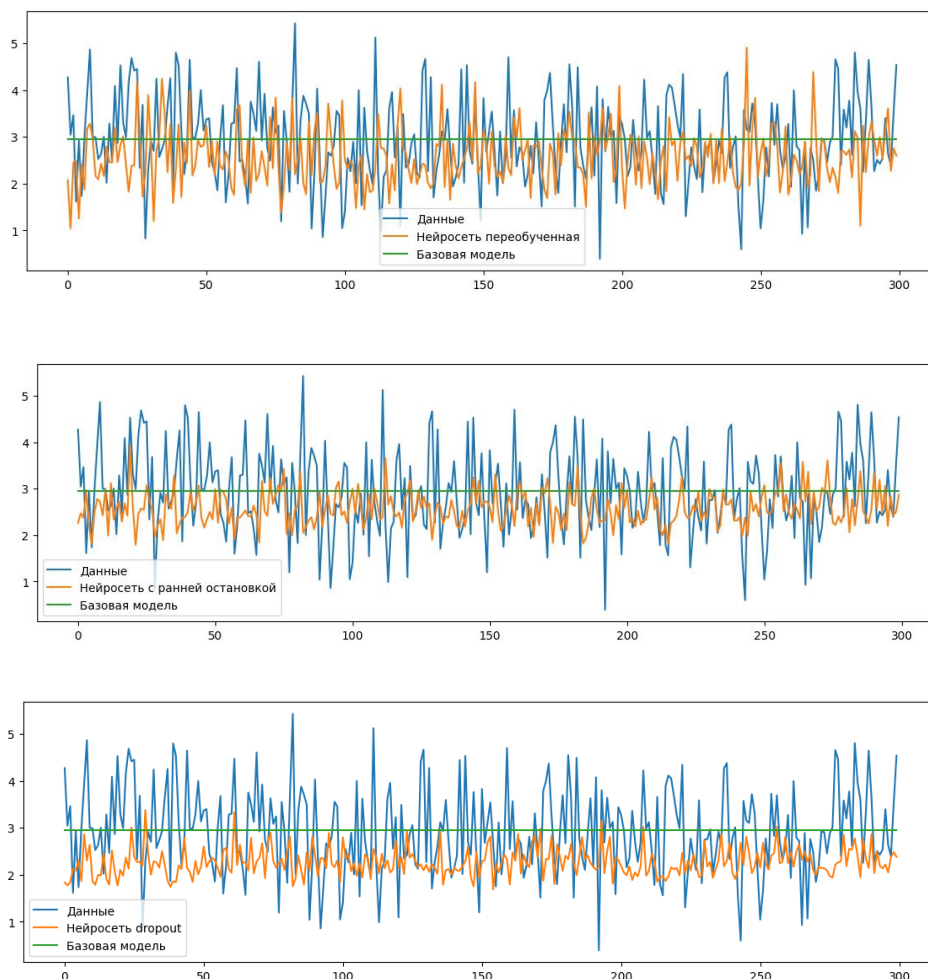 5
4
3
2
1
Данные
Нейросеть переобученная
Базовая модель
0 50 100 150 200 250 300
5
4
3
2
1
Данные
Нейросеть с ранней остановкой
Базовая модель
0 50 100 150 200 250 300
5
4
3
2
1
Данные
Нейросеть dropout
Базовая модель
0 50 100 150 200 250 300